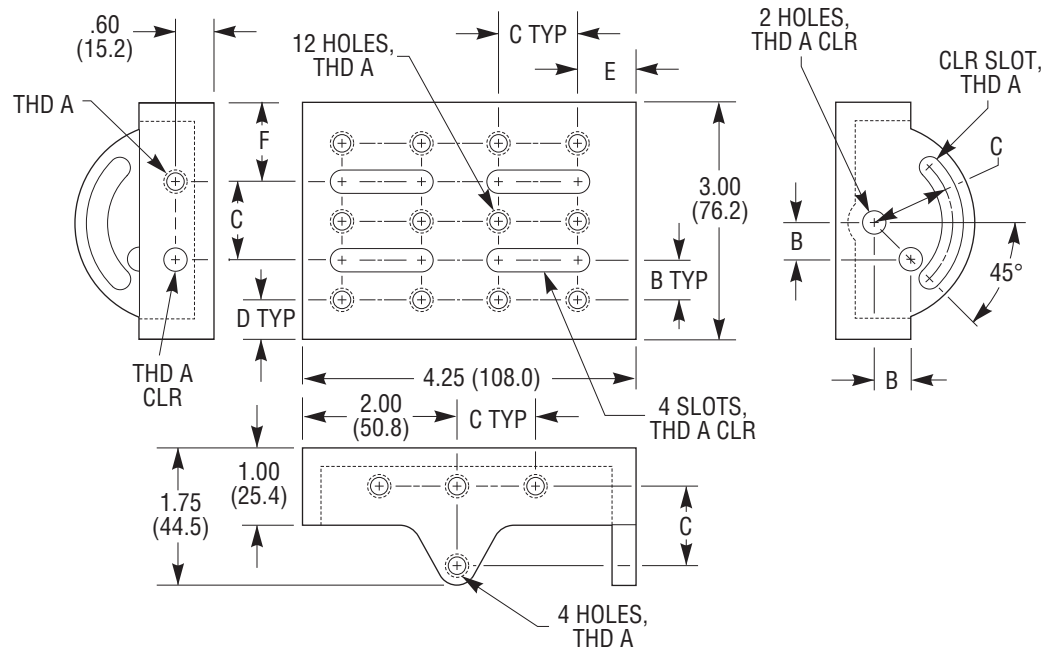 .60
(15.2)
THD A
F
C
D TYP
THD A
CLR
12 HOLES,
THD A
C TYP
E
3.00
(76.2)
B TYP
4.25 (108.0)
4 SLOTS,
THD A CLR
2 HOLES,
THD A CLR
CLR SLOT,
THD A
C
B
45°
B
2.00
(50.8)
C TYP
1.00
(25.4)
1.75
(44.5)
C
4 HOLES,
THD A